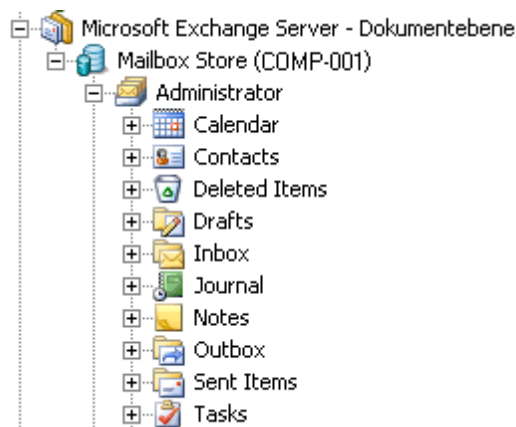 Microsoft Exchange Server - Dokumentebene
Mailbox Store (COMP-001)
Administrator
Calendar
Contacts
Deleted Items
Drafts
Inbox
Journal
Notes
Outbox
Sent Items
Tasks